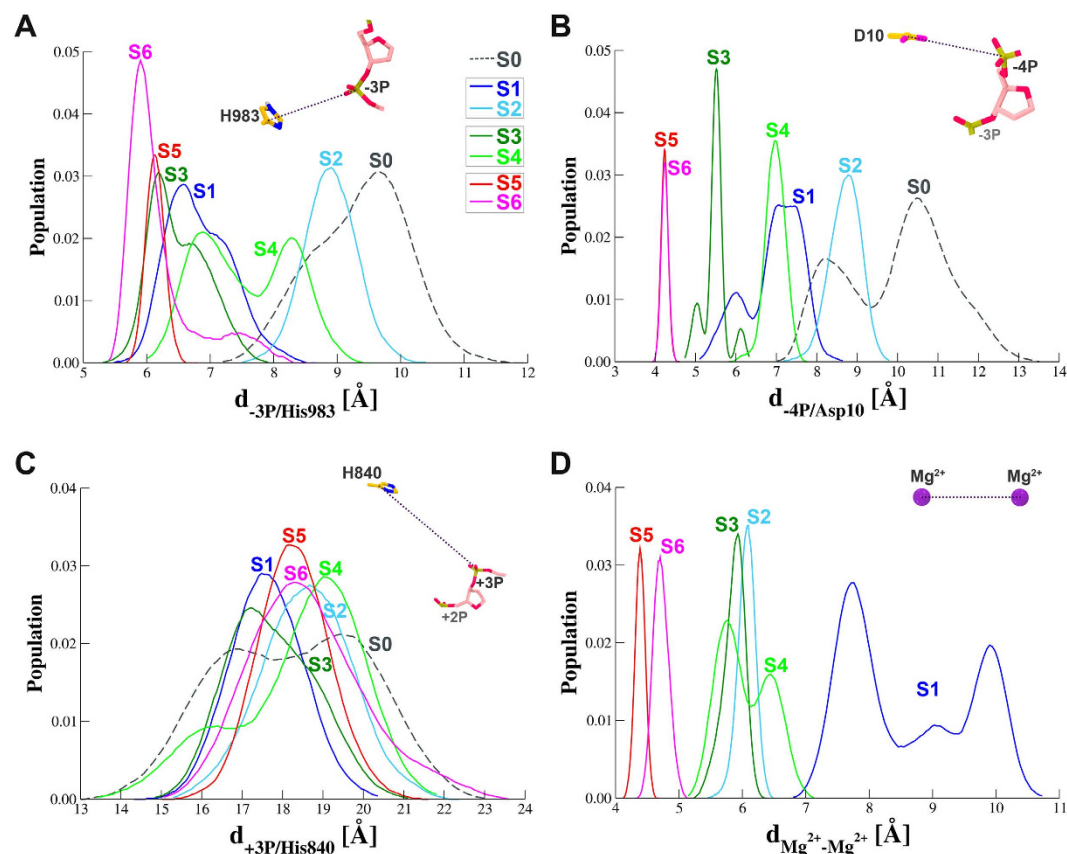 A
S6
S5
S3
S1
S4
S2
S0
H983
-3P
S0
S1
S2
S3
S4
S5
S6
Population
0.05
0.04
0.03
0.02
0.01
0.00
5 6 7 8 9 10 11 12
d-3P/His983 [Å]
B
D10
-4P
-3P
S5
S6
S3
S4
S1
S2
S0
Population
0.05
0.04
0.03
0.02
0.01
0.00
3 4 5 6 7 8 9 10 11 12 13 14
d-4P/Asp10 [Å]
C
H840
+3P
+2P
S1
S5
S6
S4
S2
S3
S0
Population
0.04
0.03
0.02
0.01
0.00
13 14 15 16 17 18 19 20 21 22 23 24
d+3P/His840 [Å]
D
Mg2+ Mg2+
S5
S6
S3
S2
S4
S1
Population
0.04
0.03
0.02
0.01
0.00
4 5 6 7 8 9 10 11
dMg2+-Mg2+ [Å]